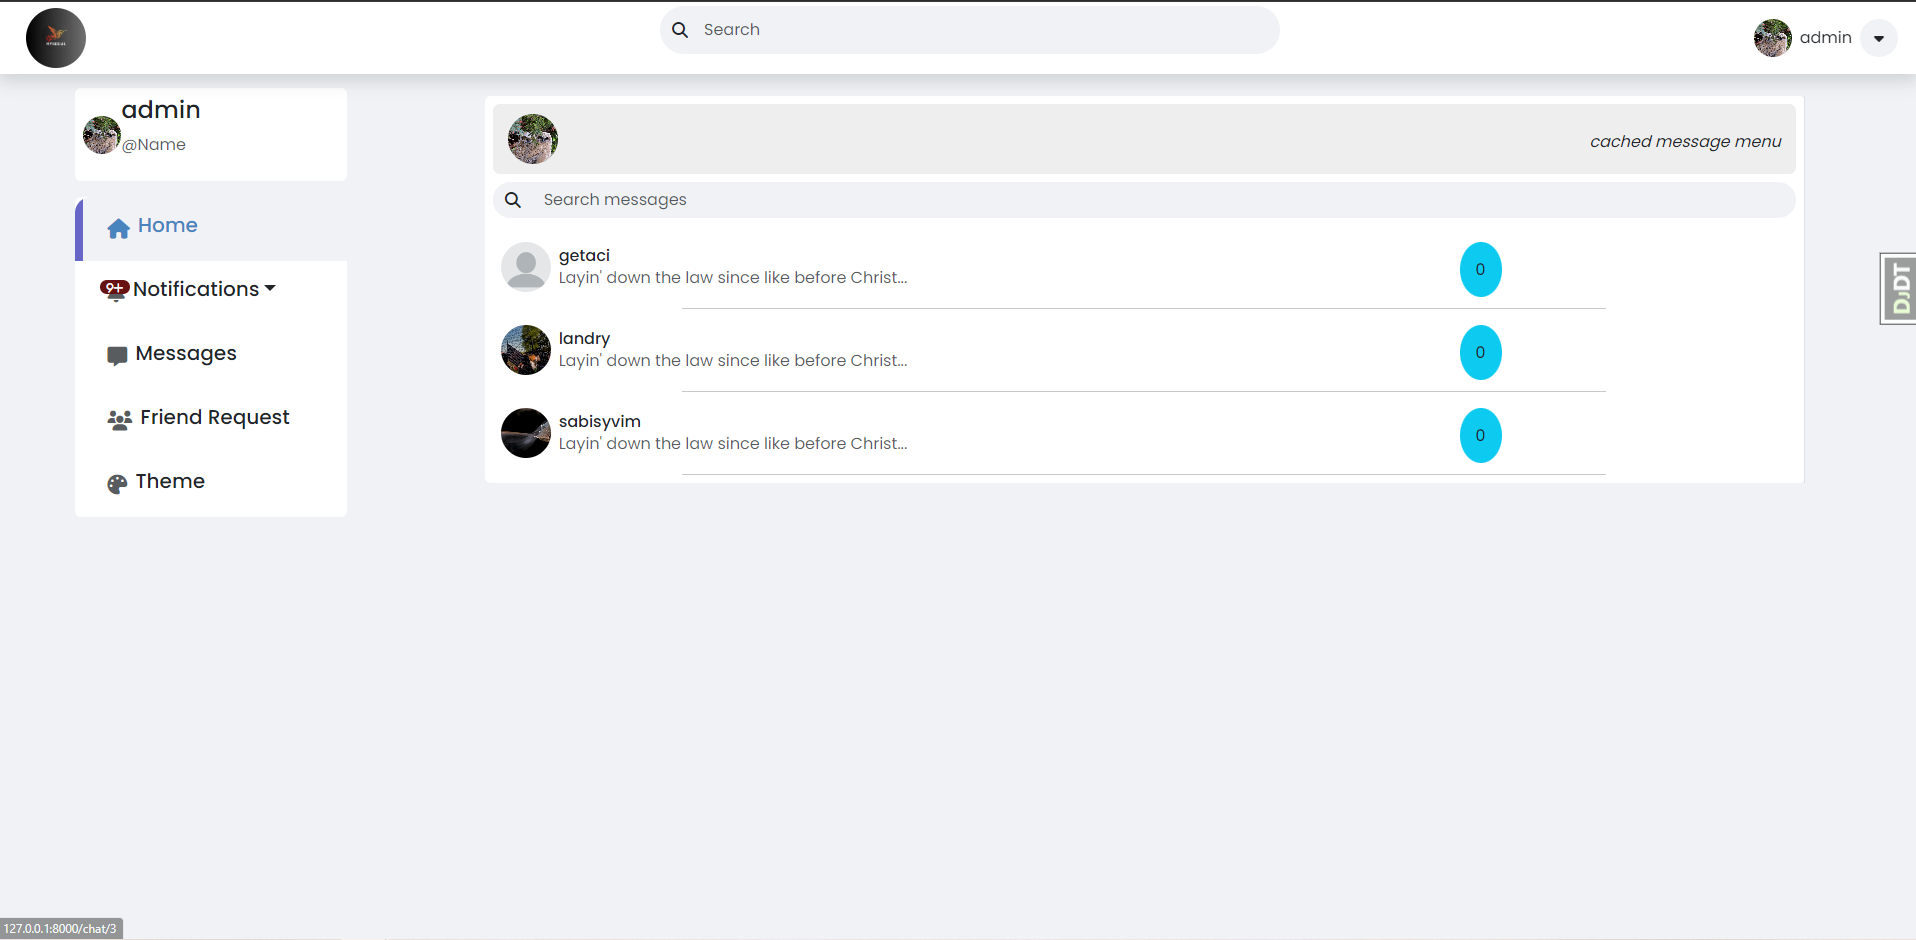 Search
admin
admin
@Name
cached message menu
Search messages
Home
9+ Notifications
Messages
Friend Request
Theme
getaci
Layin' down the law since like before Christ...
0
landry
Layin' down the law since like before Christ...
0
sabisyvim
Layin' down the law since like before Christ...
0
DJDT
127.0.0.1:8000/chat/3